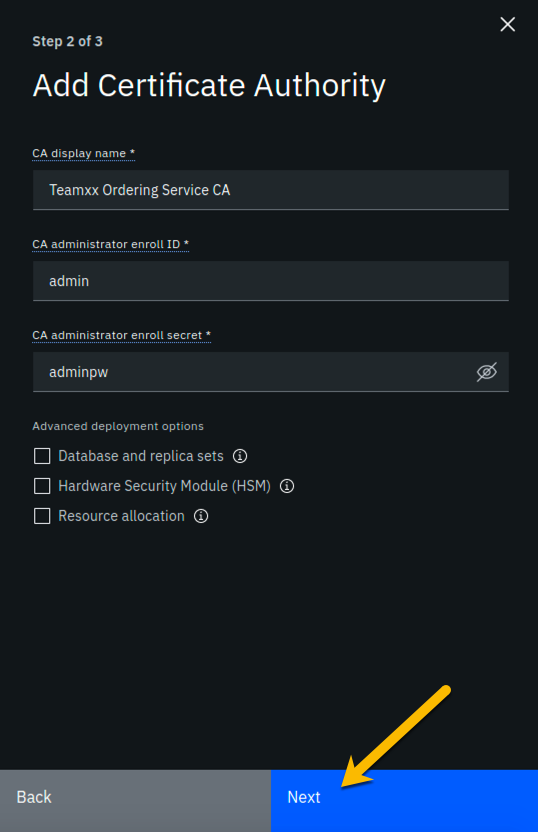 Step 2 of 3
Add Certificate Authority
CA display name *
Teamxx Ordering Service CA
CA administrator enroll ID *
admin
CA administrator enroll secret *
adminpw
Advanced deployment options
Database and replica sets
Hardware Security Module (HSM)
Resource allocation
Back
Next